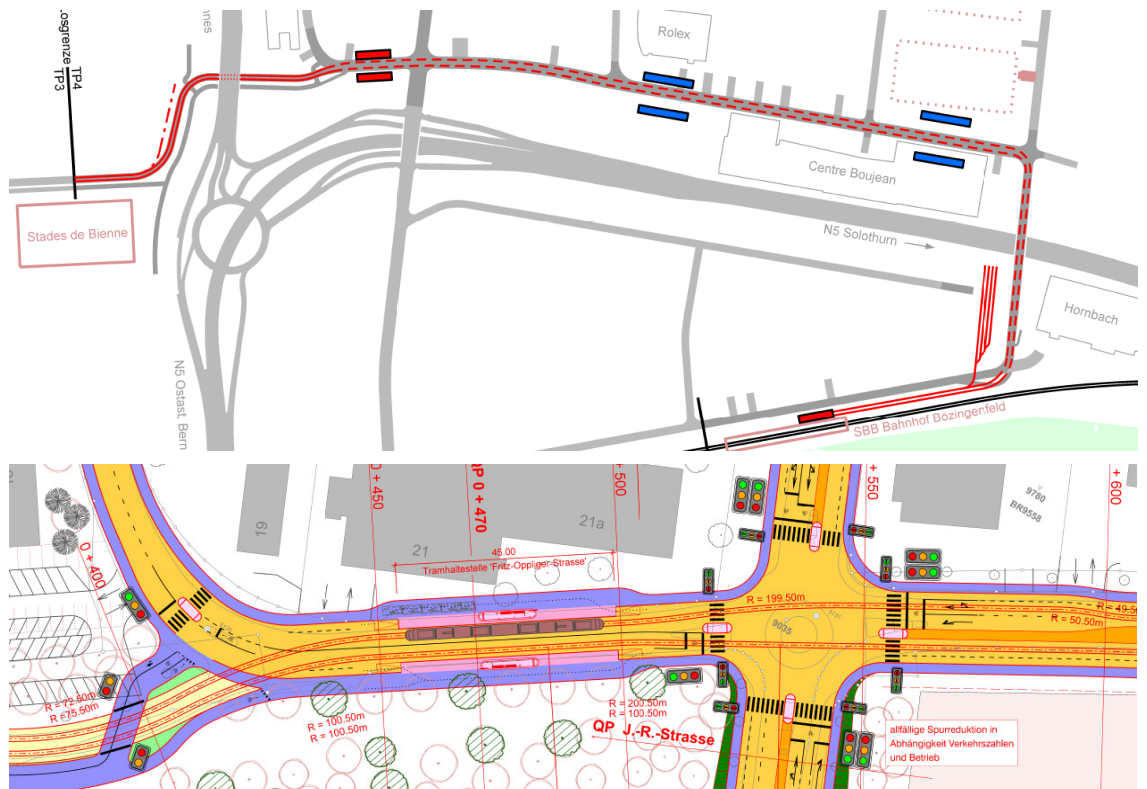 osgrenze
TP4
TP3
nnes
Rolex
Centre Boujean
Stades de Bienne
N5 Solothurn
Hornbach
N5 Ostast, Bern
SBB Bahnhof Bözingenfeld
0 + 400
0 + 450
QP 0 + 470
+ 500
+ 550
+ 600
19
21
21a
45.00
Tramhaltestelle 'Fritz-Oppliger-Strasse'
9780
BR9558
R = 199.50m
R = 50.50m
9035
R = 72.50m
R = 75.50m
R = 100.50m
R = 100.50m
R = 200.50m
R = 100.50m
QP J.-R.-Strasse
allfällige Spurreduktion in
Abhängigkeit Verkehrszahlen
und Betrieb